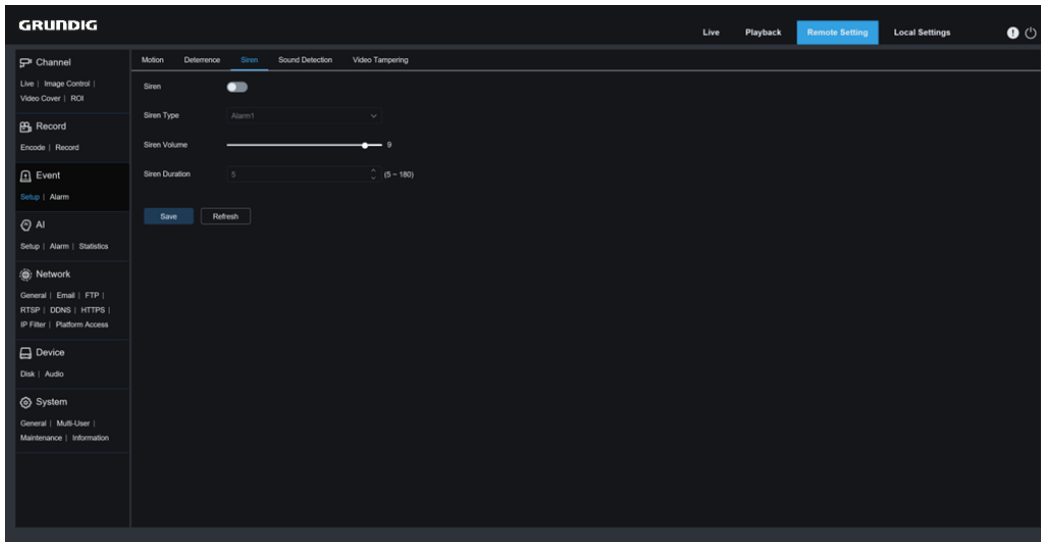 GRUNDIG
Live Playback Remote Setting Local Settings
Channel
Live | Image Control |
Video Cover | ROI
Record
Encode | Record
Event
Setup | Alarm
AI
Setup | Alarm | Statistics
Network
General | Email | FTP |
RTSP | DDNS | HTTPS |
IP Filter | Platform Access
Device
Disk | Audio
System
General | Multi-User |
Maintenance | Information
Motion Deterrence Siren Sound Detection Video Tampering
Siren
Siren Type Alarm1
Siren Volume 9
Siren Duration 5 (5 ~ 180)
Save Refresh